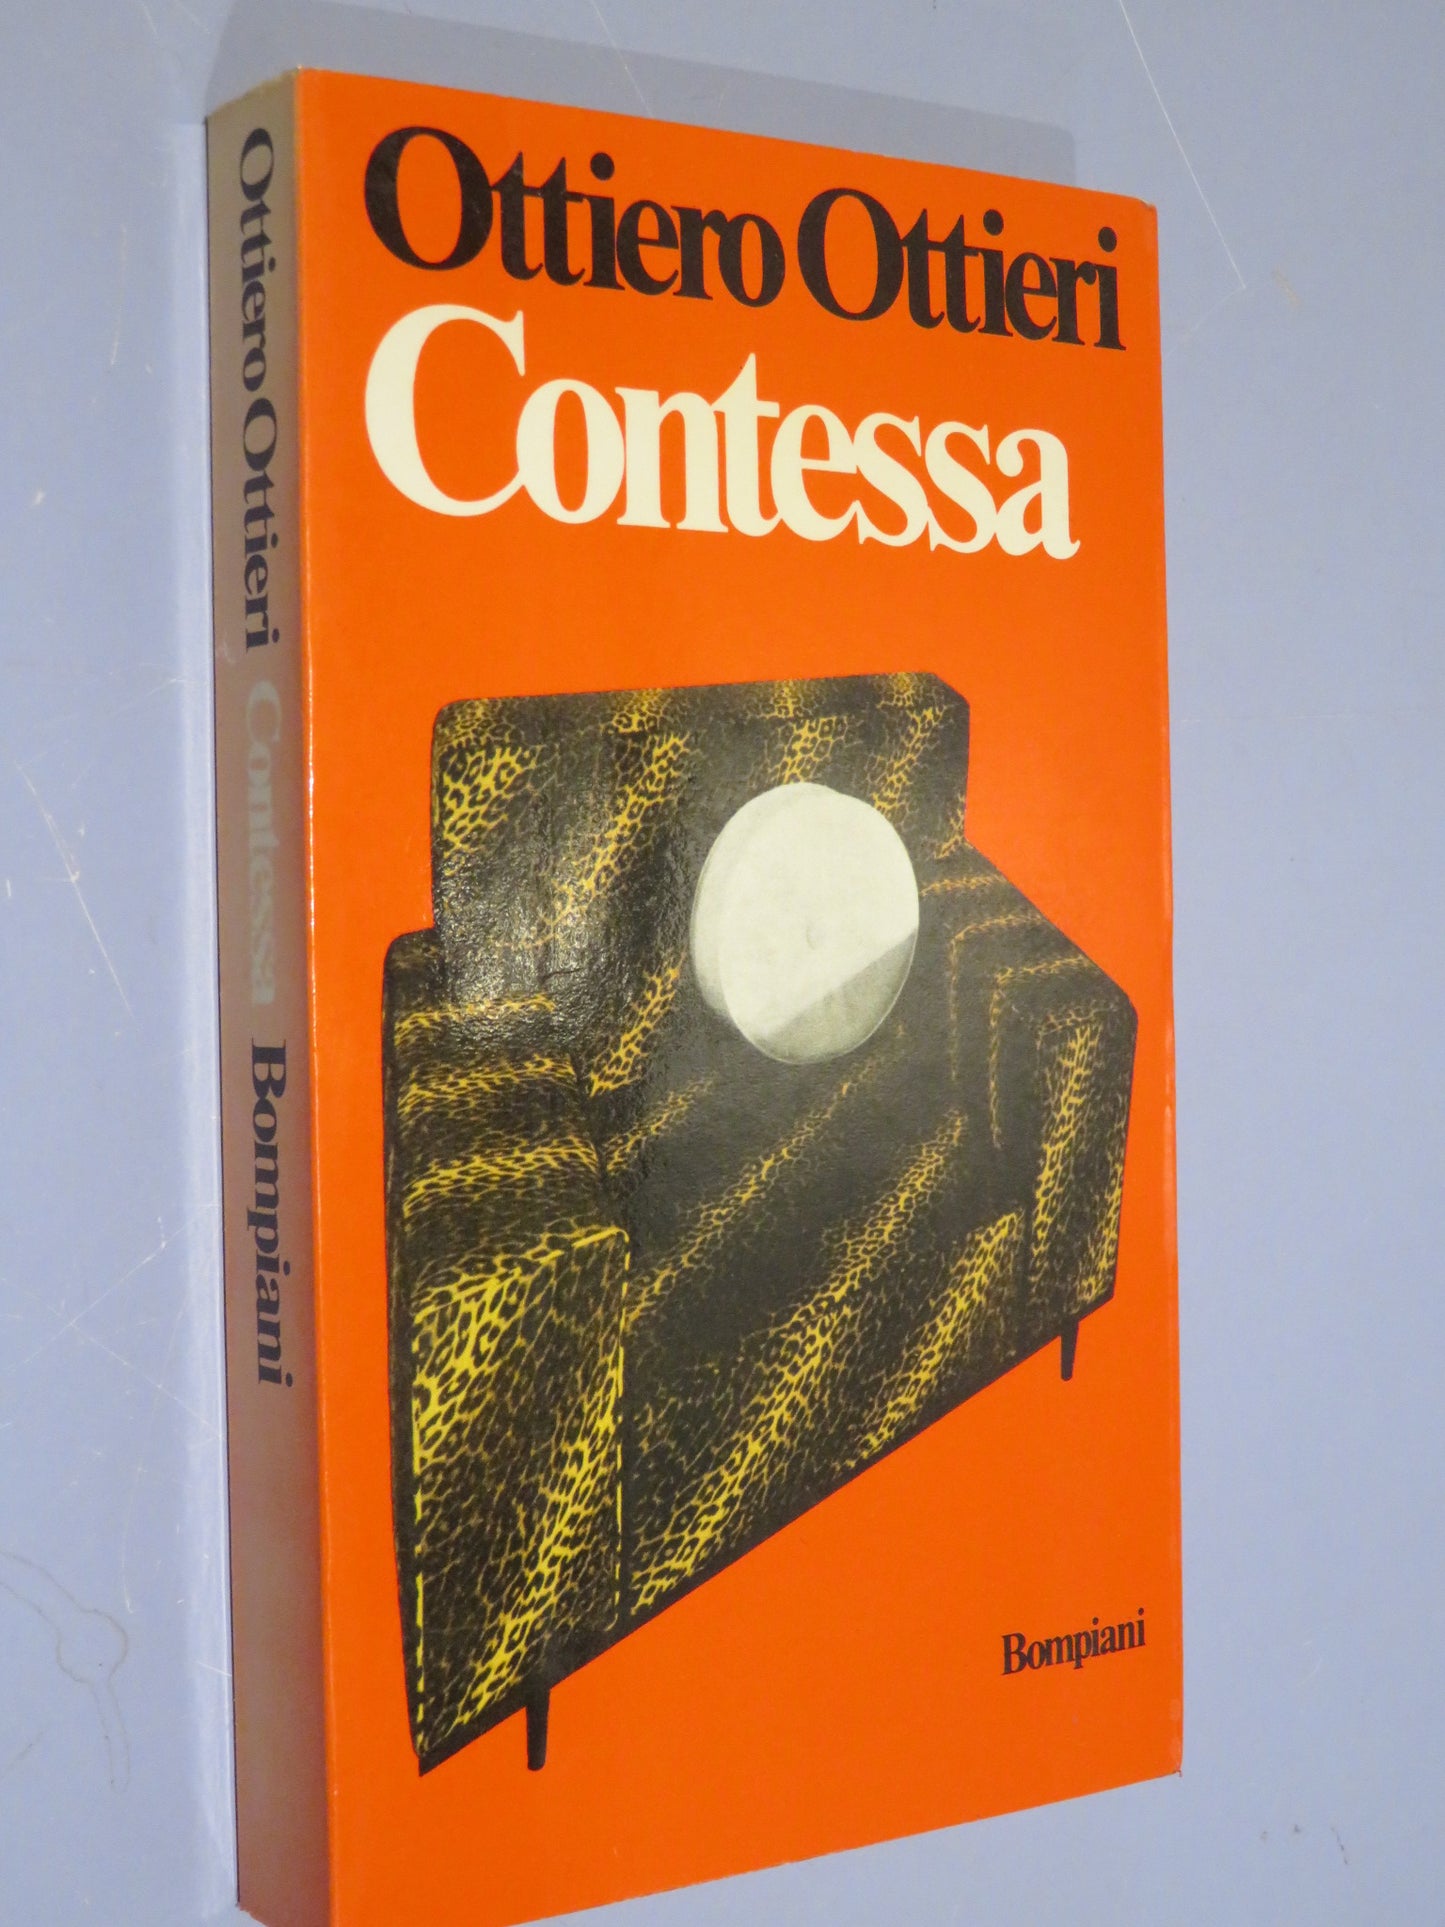 Ottiero Ottieri
Contessa
Bompiani
Ottiero Ottieri Contessa Bompiani